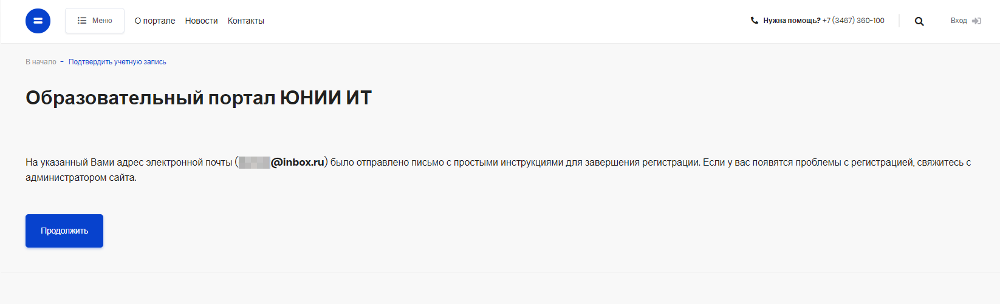 Меню О портале Новости Контакты Нужна помощь? +7 (3467) 360-100 Вход
В начало - Подтвердить учетную запись
Образовательный портал ЮНИИ ИТ
На указанный Вами адрес электронной почты (@inbox.ru) было отправлено письмо с простыми инструкциями для завершения регистрации. Если у вас появятся проблемы с регистрацией, свяжитесь с
администратором сайта.
Продолжить